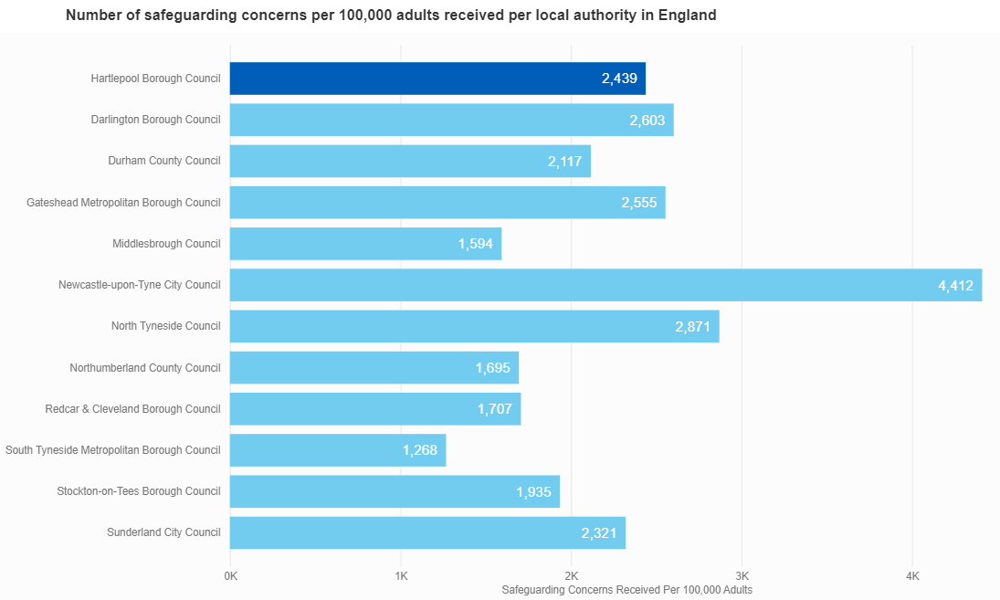 Number of safeguarding concerns per 100,000 adults received per local authority in England
Hartlepool Borough Council 2,439
Darlington Borough Council 2,603
Durham County Council 2,117
Gateshead Metropolitan Borough Council 2,555
Middlesbrough Council 1,594
Newcastle-upon-Tyne City Council 4,412
North Tyneside Council 2,871
Northumberland County Council 1,695
Redcar & Cleveland Borough Council 1,707
South Tyneside Metropolitan Borough Council 1,268
Stockton-on-Tees Borough Council 1,935
Sunderland City Council 2,321
0K 1K 2K 3K 4K
Safeguarding Concerns Received Per 100,000 Adults